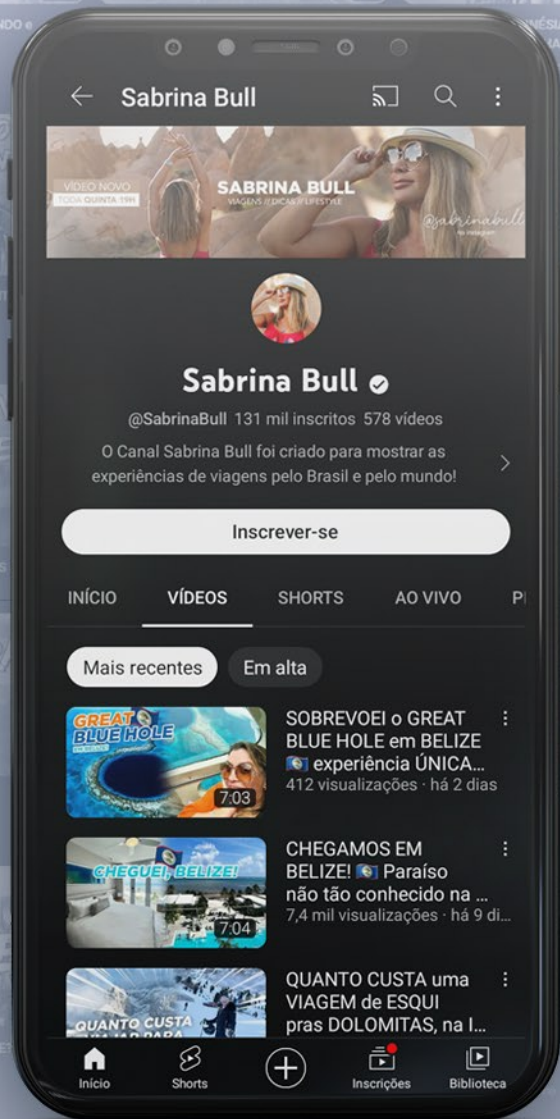 Sabrina Bull
VÍDEO NOVO
TODA QUINTA 19H
SABRINA BULL
VIAGENS // DICAS // LIFESTYLE
@sabrinabull
no instagram
Sabrina Bull
@SabrinaBull 131 mil inscritos 578 vídeos
O Canal Sabrina Bull foi criado para mostrar as
experiências de viagens pelo Brasil e pelo mundo!
Inscrever-se
INÍCIO VÍDEOS SHORTS AO VIVO
Mais recentes Em alta
GREAT
BLUE HOLE
EM BELIZE!
7:03
SOBREVOEI o GREAT
BLUE HOLE em BELIZE
experiência ÚNICA...
412 visualizações · há 2 dias
CHEGUEI, BELIZE!
7:04
CHEGAMOS EM
BELIZE! Paraíso
não tão conhecido na ...
7,4 mil visualizações · há 9 di...
QUANTO CUSTA
QUANTO CUSTA uma
VIAGEM de ESQUI
pras DOLOMITAS, na I...
Início Shorts Inscrições Biblioteca